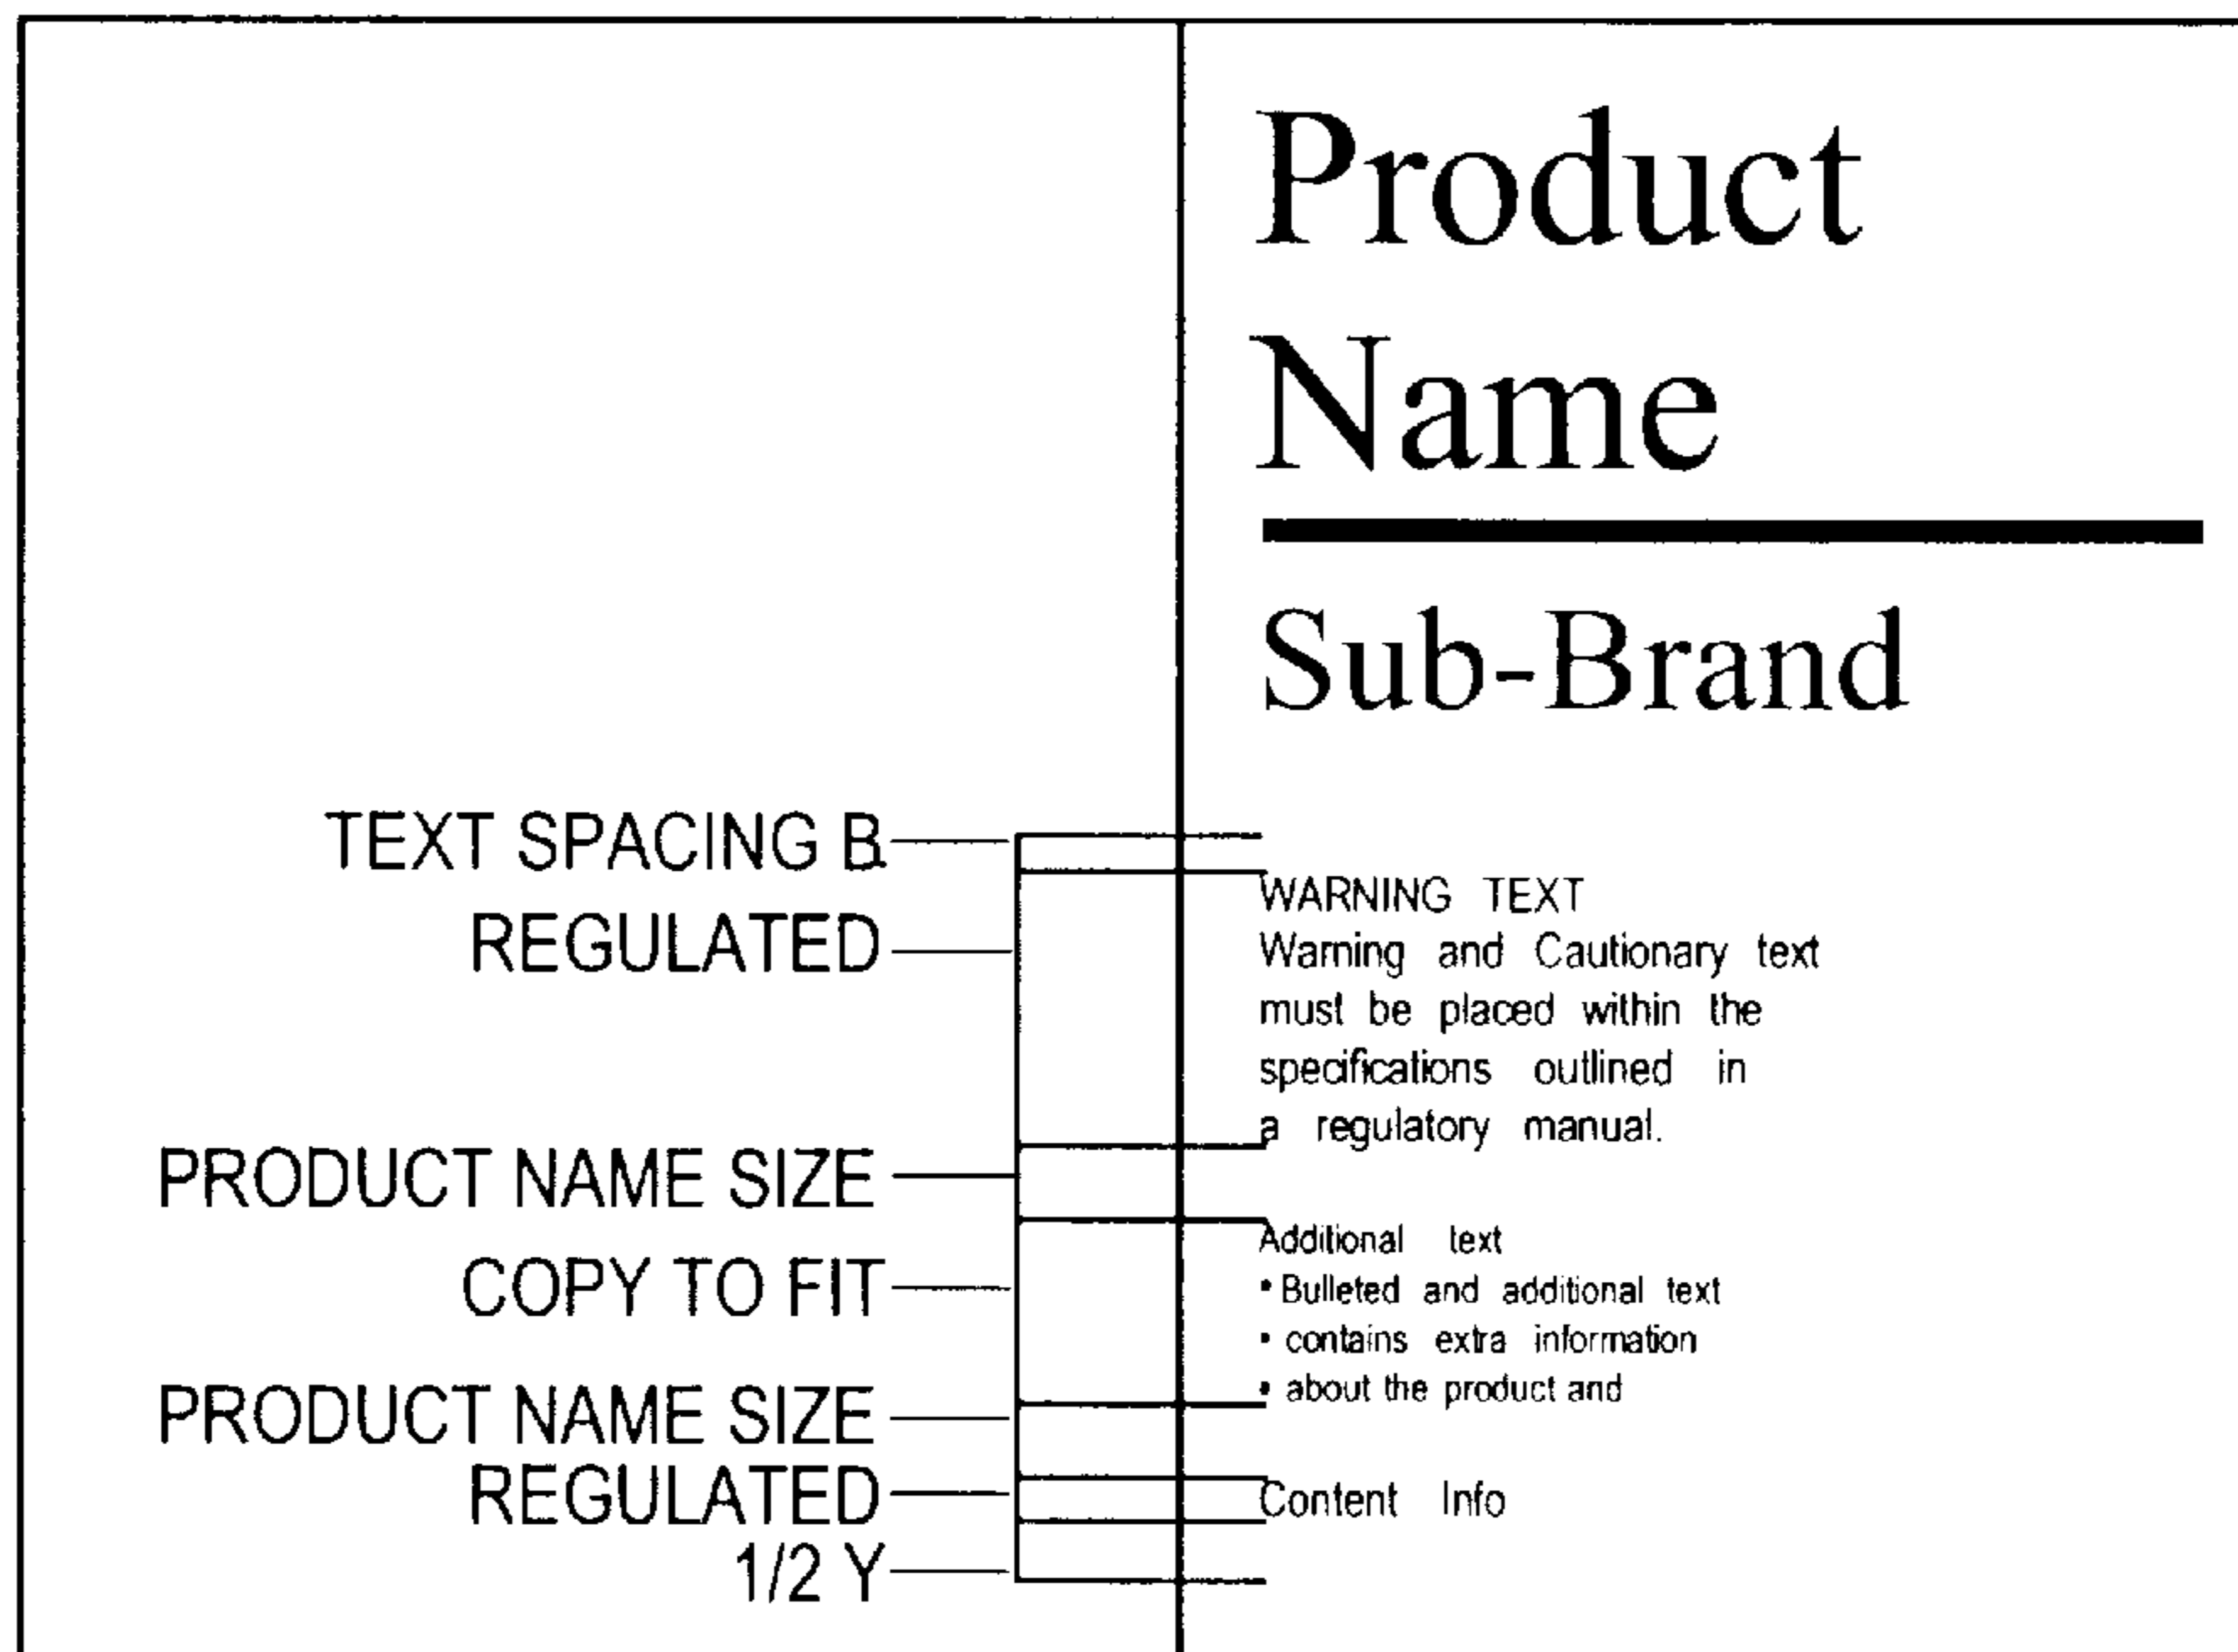 Product
Name
Sub-Brand
TEXT SPACING B
REGULATED
PRODUCT NAME SIZE
COPY TO FIT
PRODUCT NAME SIZE
REGULATED
1/2 Y
WARNING TEXT
Warning and Cautionary text
must be placed within the
specifications outlined in
a regulatory manual.
Additional text
• Bulleted and additional text
• contains extra information
• about the product and
Content Info